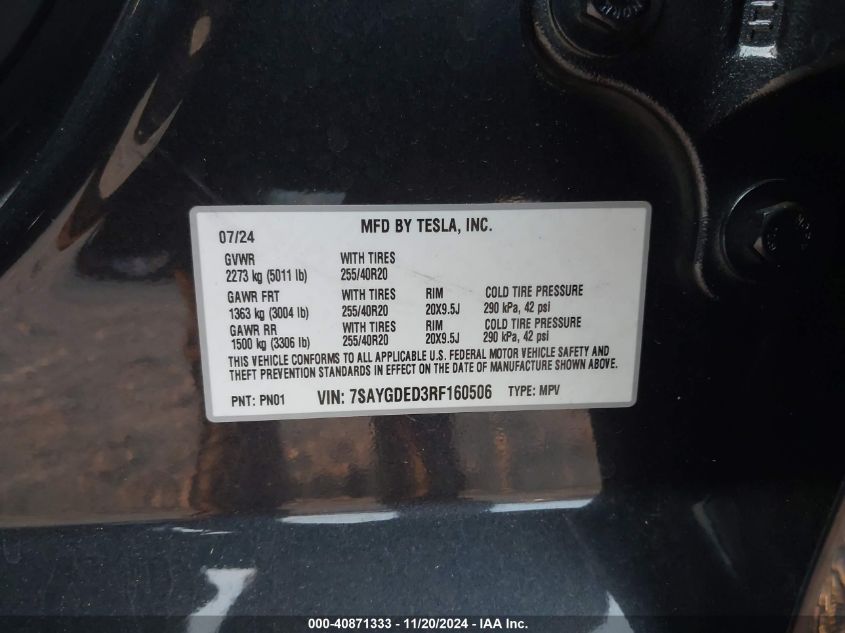 07/24
MFD BY TESLA, INC.
GVWR WITH TIRES
2273 kg (5011 lb) 255/40R20
GAWR FRT WITH TIRES RIM COLD TIRE PRESSURE
1363 kg (3004 lb) 255/40R20 20X9.5J 290 kPa, 42 psi
GAWR RR WITH TIRES RIM COLD TIRE PRESSURE
1500 kg (3306 lb) 255/40R20 20X9.5J 290 kPa, 42 psi
THIS VEHICLE CONFORMS TO ALL APPLICABLE U.S. FEDERAL MOTOR VEHICLE SAFETY AND
THEFT PREVENTION STANDARDS IN EFFECT ON THE DATE OF MANUFACTURE SHOWN ABOVE.
PNT: PN01 VIN: 7SAYGDED3RF160506 TYPE: MPV
000-40871333 - 11/20/2024 - IAA Inc.